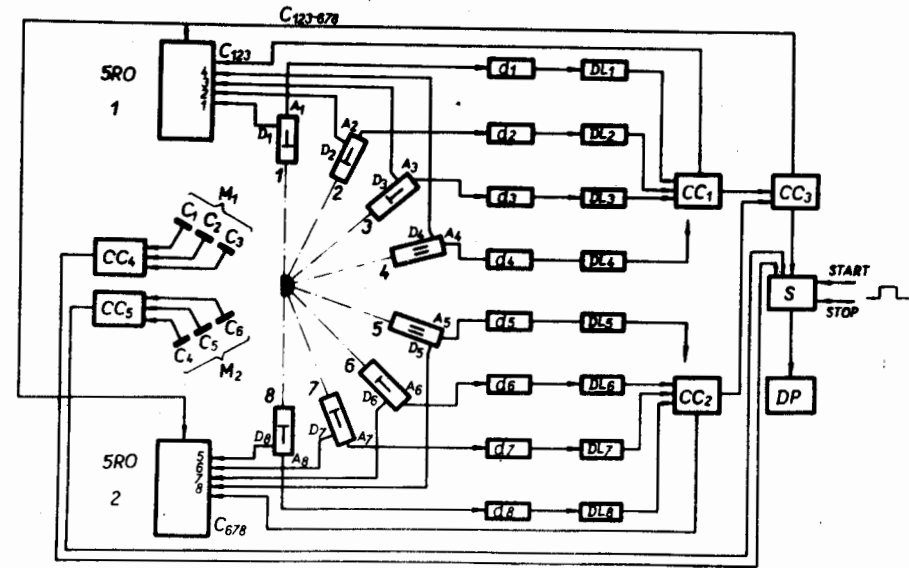 C123-678
C123
5RO
1
4
3
2
1
D1
A1
1
D2
A2
2
D3
A3
3
D4
A4
4
d1
DL1
d2
DL2
d3
DL3
d4
DL4
CC1
CC3
M1
C1
C2
C3
CC4
CC5
C4
C5
C6
M2
START
S
STOP
DP
5
D5
A5
6
D6
A6
7
D7
A7
8
D8
A8
d5
DL5
d6
DL6
d7
DL7
d8
DL8
CC2
5RO
2
5
6
7
8
C678